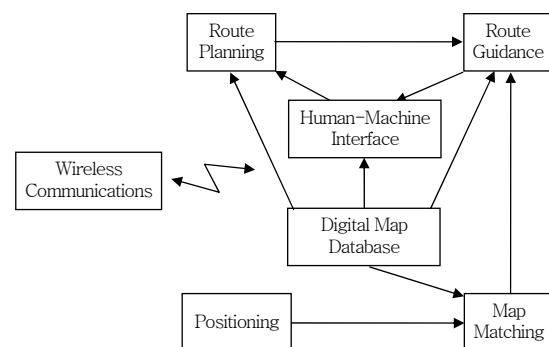 Route
Planning
Route
Guidance
Human-Machine
Interface
Wireless
Communications
Digital Map
Database
Positioning
Map
Matching